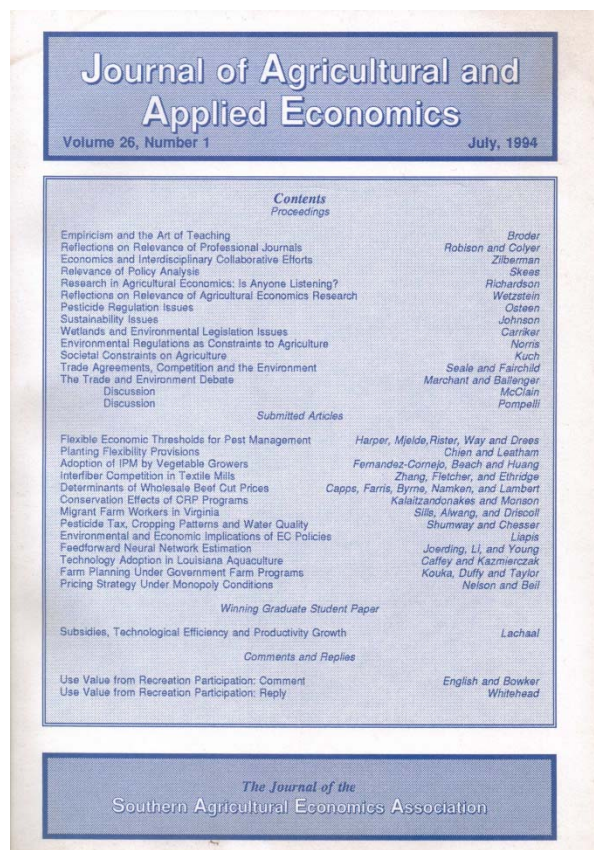 Journal of Agricultural and
Applied Economics
Volume 26, Number 1 July, 1994
Contents
Proceedings
Empiricism and the Art of Teaching Broder
Reflections on Relevance of Professional Journals Robison and Colyer
Economics and Interdisciplinary Collaborative Efforts Zilberman
Relevance of Policy Analysis Skees
Research in Agricultural Economics: Is Anyone Listening? Richardson
Reflections on Relevance of Agricultural Economics Research Wetzstein
Pesticide Regulation Issues Osteen
Sustainability Issues Johnson
Wetlands and Environmental Legislation Issues Carriker
Environmental Regulations as Constraints to Agriculture Norris
Societal Constraints on Agriculture Kuch
Trade Agreements, Competition and the Environment Seale and Fairchild
The Trade and Environment Debate Marchant and Ballenger
Discussion McClain
Discussion Pompelli
Submitted Articles
Flexible Economic Thresholds for Pest Management Harper, Mjelde,Rister, Way and Drees
Planting Flexibility Provisions Chien and Leatham
Adoption of IPM by Vegetable Growers Fernandez-Cornejo, Beach and Huang
Interfiber Competition in Textile Mills Zhang, Fletcher, and Ethridge
Determinants of Wholesale Beef Cut Prices Capps, Farris, Byrne, Namken, and Lambert
Conservation Effects of CRP Programs Kalaitzandonakes and Monson
Migrant Farm Workers in Virginia Sills, Alwang, and Driscoll
Pesticide Tax, Cropping Patterns and Water Quality Shumway and Chesser
Environmental and Economic Implications of EC Policies Liapis
Feedforward Neural Network Estimation Joerding, Li, and Young
Technology Adoption in Louisiana Aquaculture Caffey and Kazmierczak
Farm Planning Under Government Farm Programs Kouka, Duffy and Taylor
Pricing Strategy Under Monopoly Conditions Nelson and Beil
Winning Graduate Student Paper
Subsidies, Technological Efficiency and Productivity Growth Lachaal
Comments and Replies
Use Value from Recreation Participation: Comment English and Bowker
Use Value from Recreation Participation: Reply Whitehead
The Journal of the
Southern Agricultural Economics Association